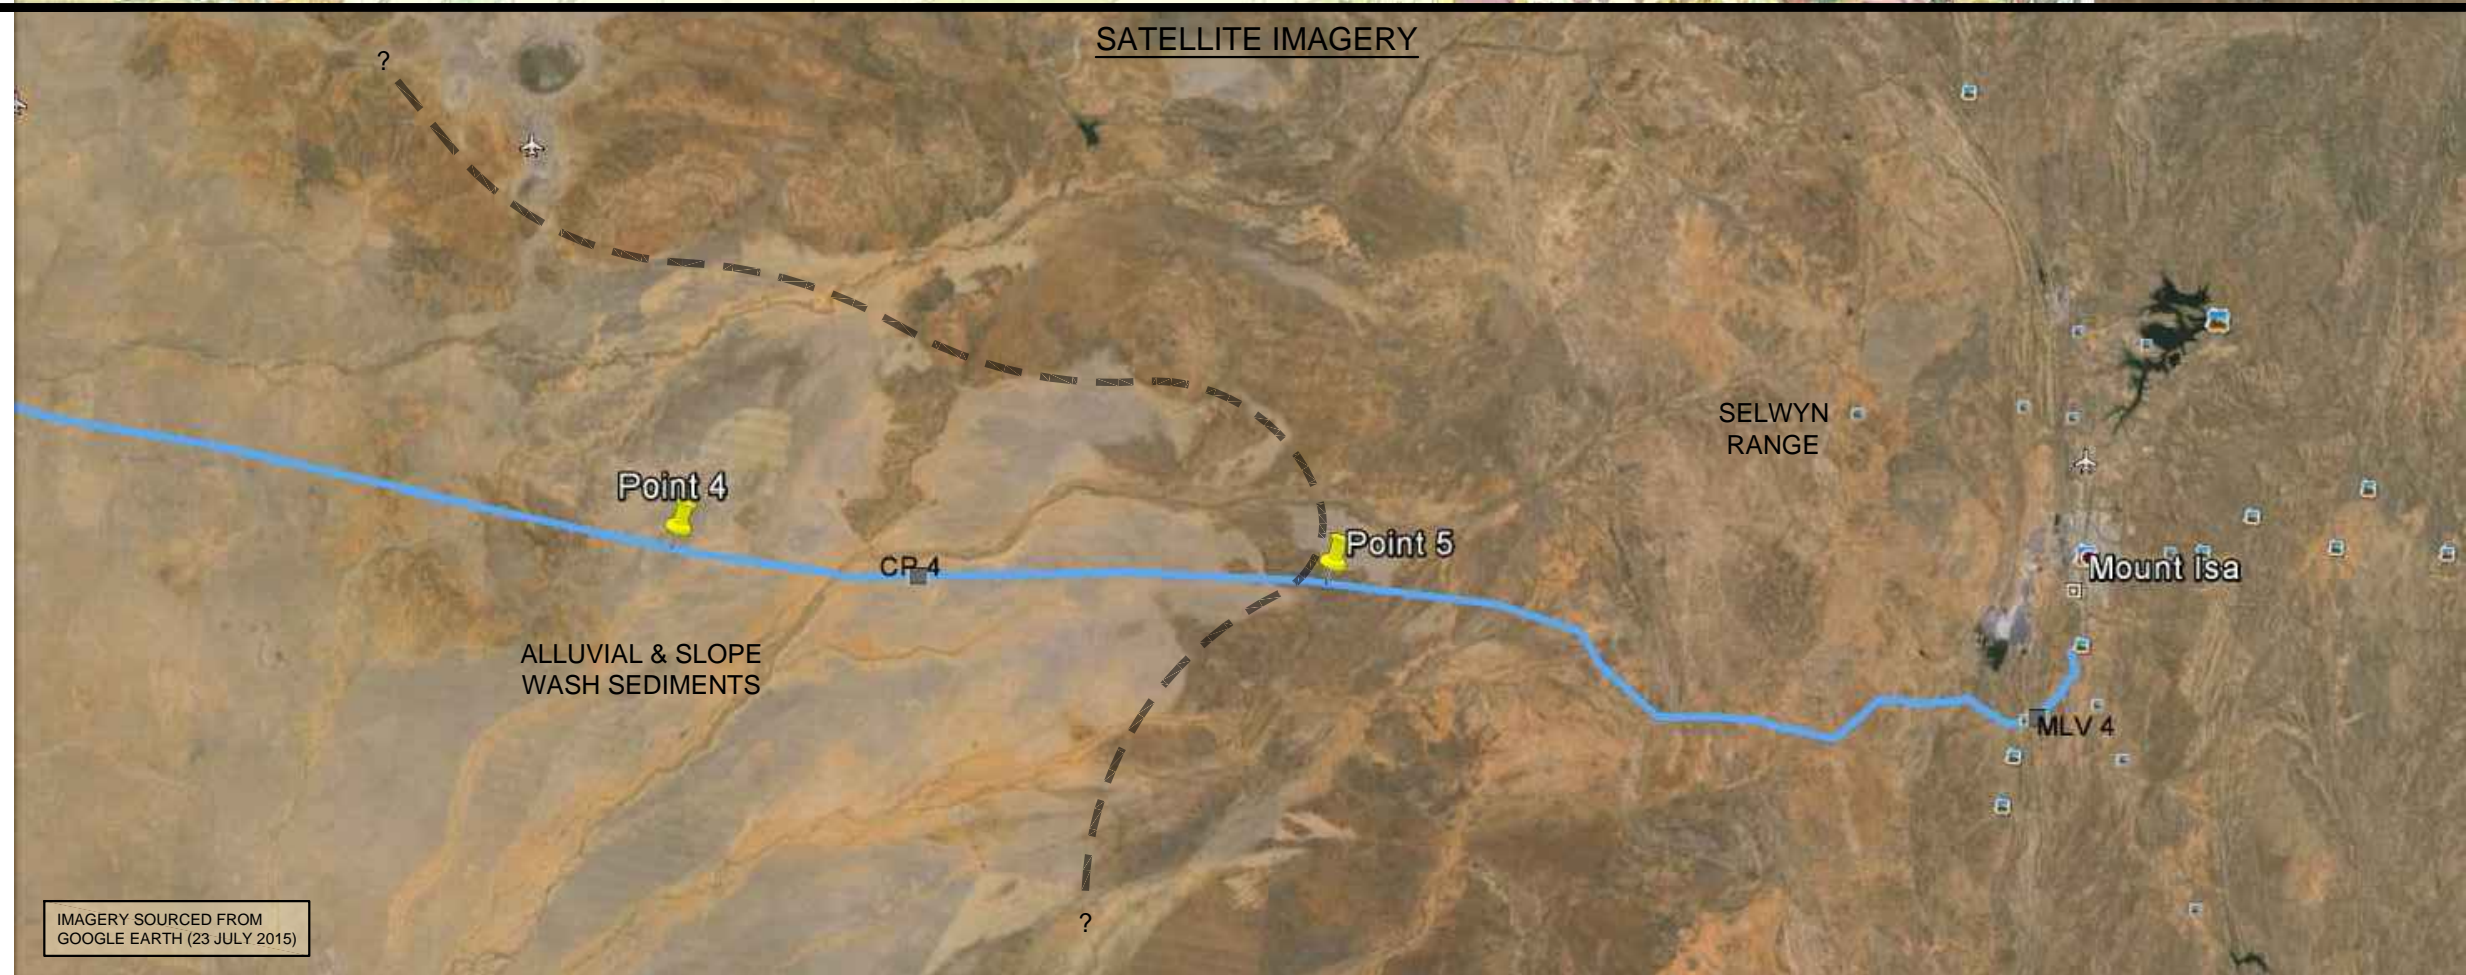 SATELLITE IMAGERY
?
SELWYN
RANGE
Point 4
Point 5
CP 4
Mount Isa
ALLUVIAL & SLOPE
WASH SEDIMENTS
MLV 4
?
IMAGERY SOURCED FROM
GOOGLE EARTH (23 JULY 2015)